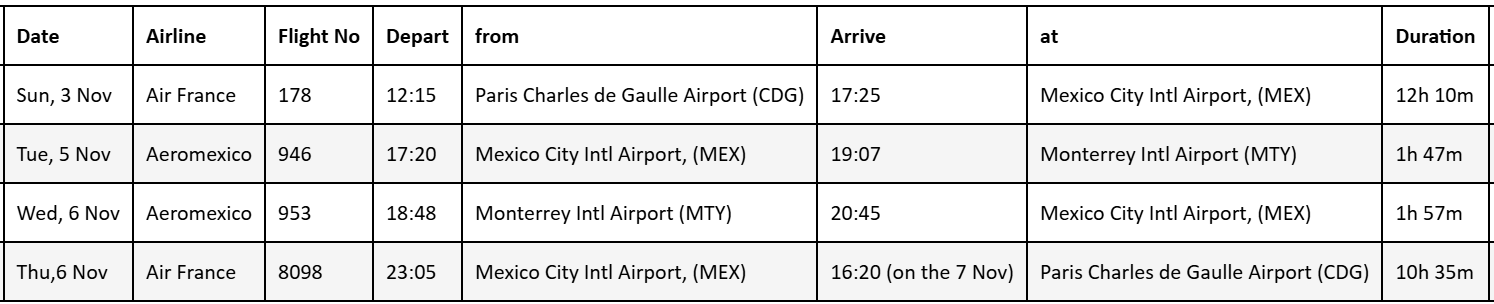 Date Airline Flight No Depart from Arrive at Duration
Sun, 3 Nov Air France 178 12:15 Paris Charles de Gaulle Airport (CDG) 17:25 Mexico City Intl Airport, (MEX) 12h 10m
Tue, 5 Nov Aeromexico 946 17:20 Mexico City Intl Airport, (MEX) 19:07 Monterrey Intl Airport (MTY) 1h 47m
Wed, 6 Nov Aeromexico 953 18:48 Monterrey Intl Airport (MTY) 20:45 Mexico City Intl Airport, (MEX) 1h 57m
Thu,6 Nov Air France 8098 23:05 Mexico City Intl Airport, (MEX) 16:20 (on the 7 Nov) Paris Charles de Gaulle Airport (CDG) 10h 35m